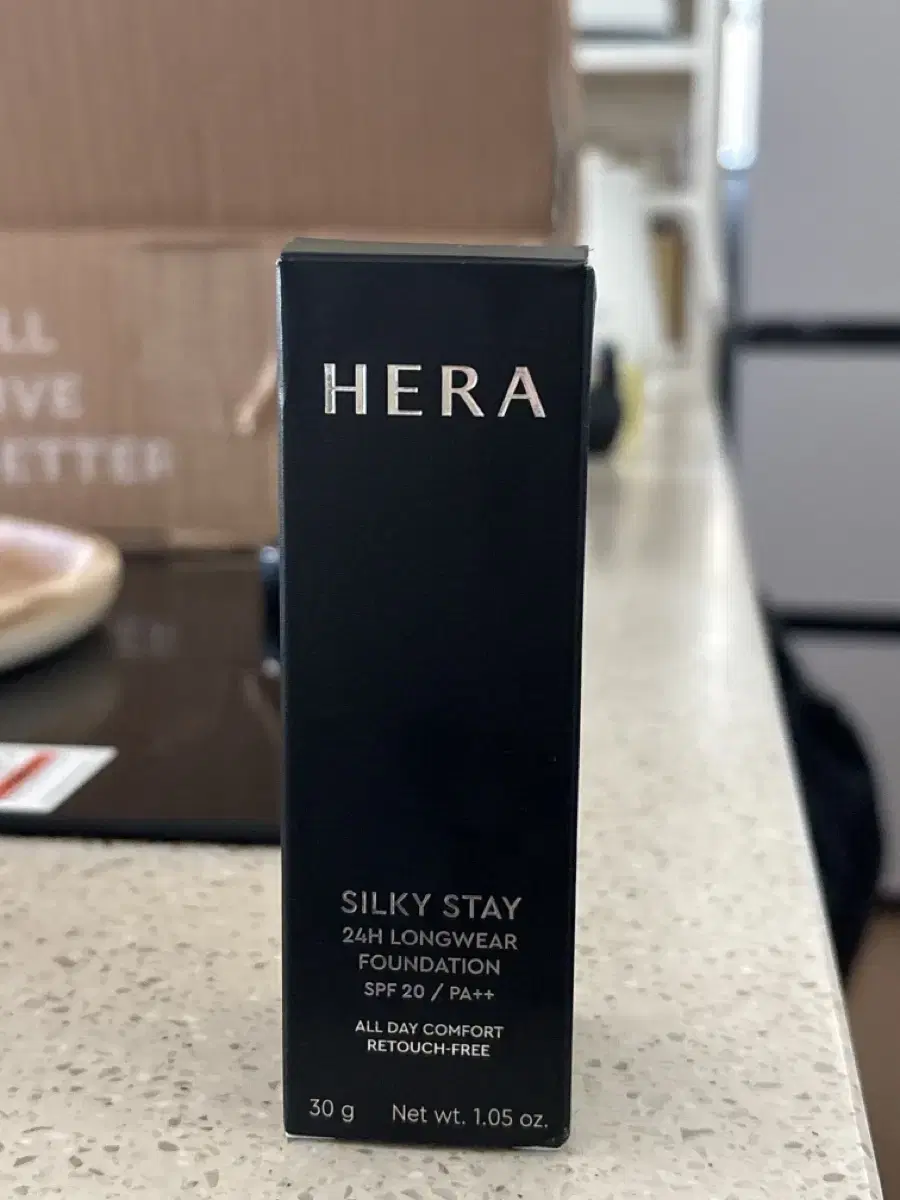 HERA
SILKY STAY
24H LONGWEAR
FOUNDATION
SPF 20 / PA++
ALL DAY COMFORT
RETOUCH-FREE
30 g Net wt. 1.05 oz.